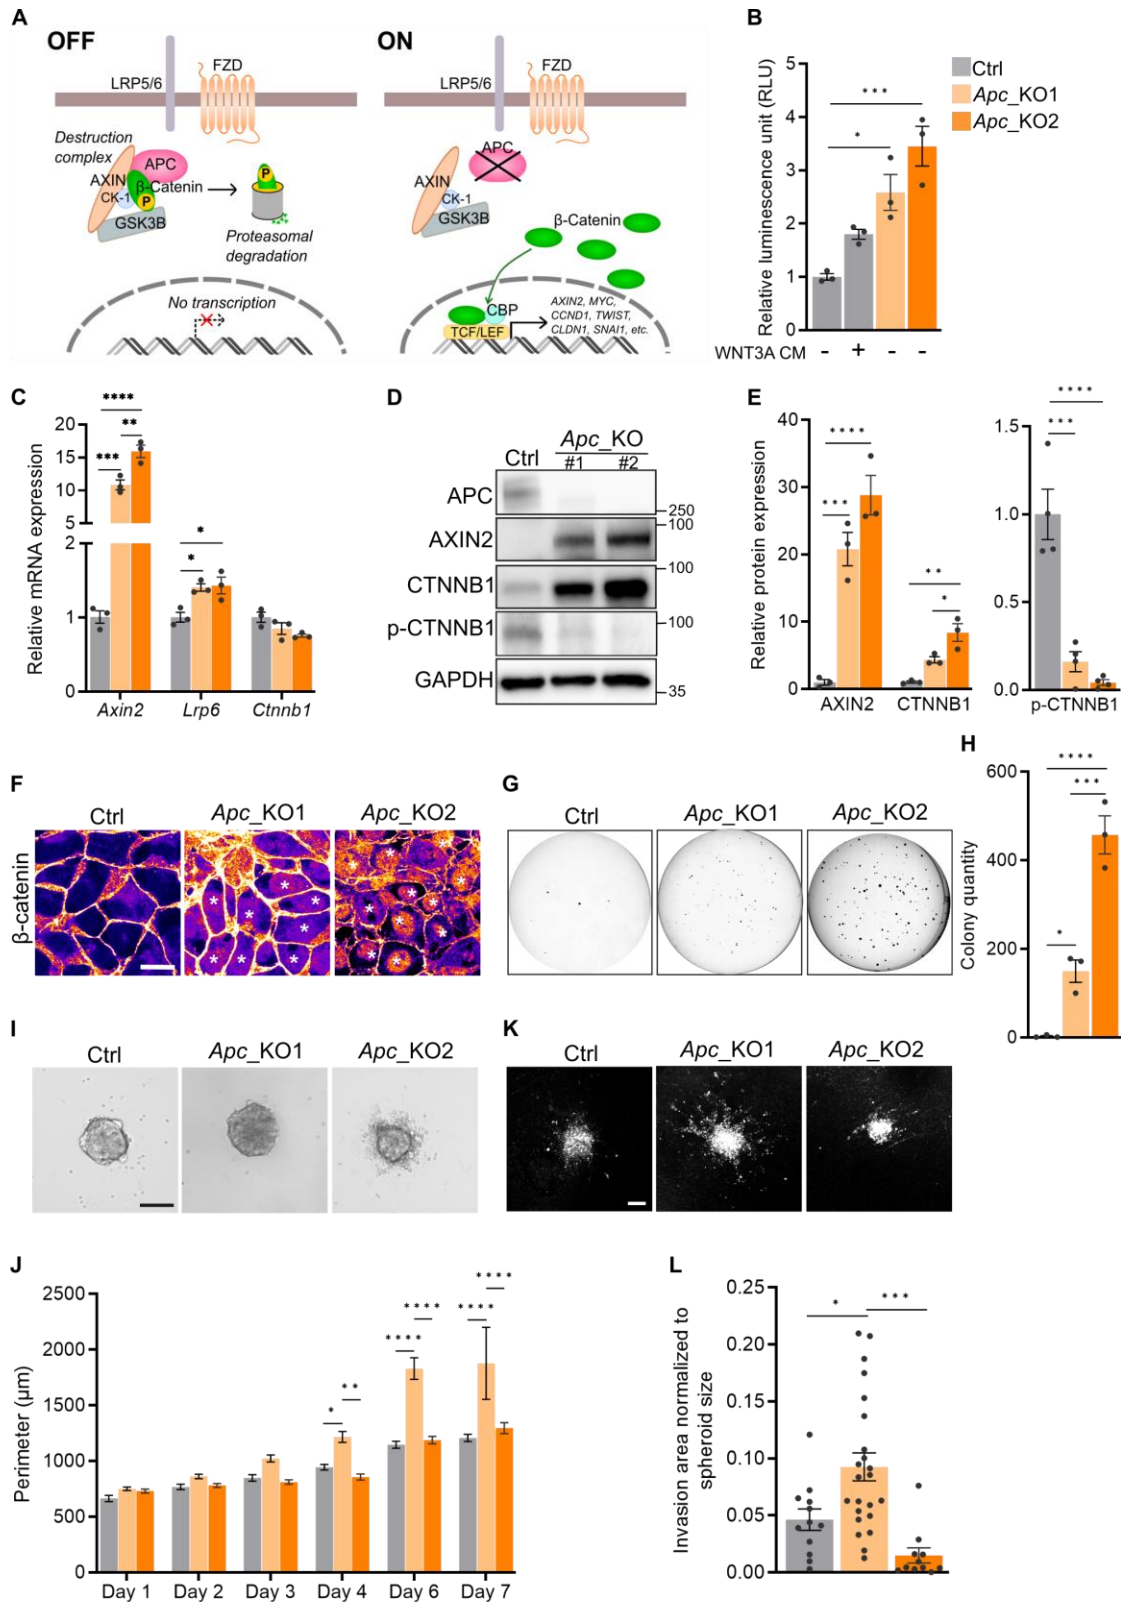 A
OFF
ON
LRP5/6
FZD
LRP5/6
FZD
Destruction
complex
APC
AXIN
β-Catenin
CK-1
P
GSK3B
P
Proteasomal
degradation
No transcription
APC
AXIN
CK-1
GSK3B
β-Catenin
CBP
TCF/LEF
AXIN2, MYC,
CCND1, TWIST,
CLDN1, SNAI1, etc.
B
Relative luminescence unit (RLU)
5
4
3
2
1
0
* * *
*
WNT3A CM - + - -
Ctrl
Apc_KO1
Apc_KO2
C
Relative mRNA expression
20
15
10
5
2
1
0
****
**
***
*
*
Axin2 Lrp6 Ctnnb1
D
Apc_KO
Ctrl #1 #2
APC
250
AXIN2
100
CTNNB1
100
p-CTNNB1
100
GAPDH
35
E
Relative protein expression
40
30
20
10
0
* * * *
* * *
* *
*
AXIN2 CTNNB1
1.5
1.0
0.5
0.0
* * * *
* * *
p-CTNNB1
F
Ctrl Apc_KO1 Apc_KO2
β-catenin
* * * * * * * *
* * * * * * * * * * * *
G
Ctrl Apc_KO1 Apc_KO2
H
Colony quantity
600
400
200
0
* * * *
* * *
*
I
Ctrl Apc_KO1 Apc_KO2
K
Ctrl Apc_KO1 Apc_KO2
J
Perimeter (μm)
2500
2000
1500
1000
500
0
*
* *
* * * *
* * * *
* * * *
* * * *
Day 1 Day 2 Day 3 Day 4 Day 6 Day 7
L
Invasion area normalized to
spheroid size
0.25
0.20
0.15
0.10
0.05
0.00
*
* * *